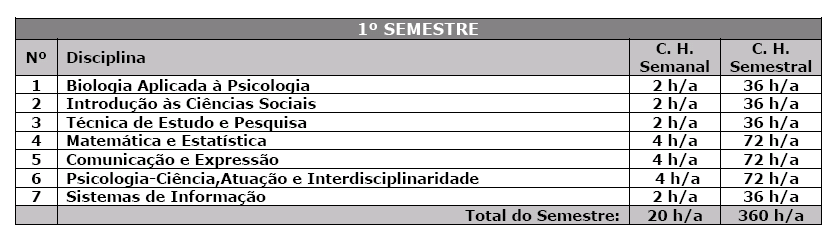 1º SEMESTRE
Nº Disciplina C. H. Semanal C. H. Semestral
1 Biologia Aplicada à Psicologia 2 h/a 36 h/a
2 Introdução às Ciências Sociais 2 h/a 36 h/a
3 Técnica de Estudo e Pesquisa 2 h/a 36 h/a
4 Matemática e Estatística 4 h/a 72 h/a
5 Comunicação e Expressão 4 h/a 72 h/a
6 Psicologia-Ciência,Atuação e Interdisciplinaridade 4 h/a 72 h/a
7 Sistemas de Informação 2 h/a 36 h/a
Total do Semestre: 20 h/a 360 h/a